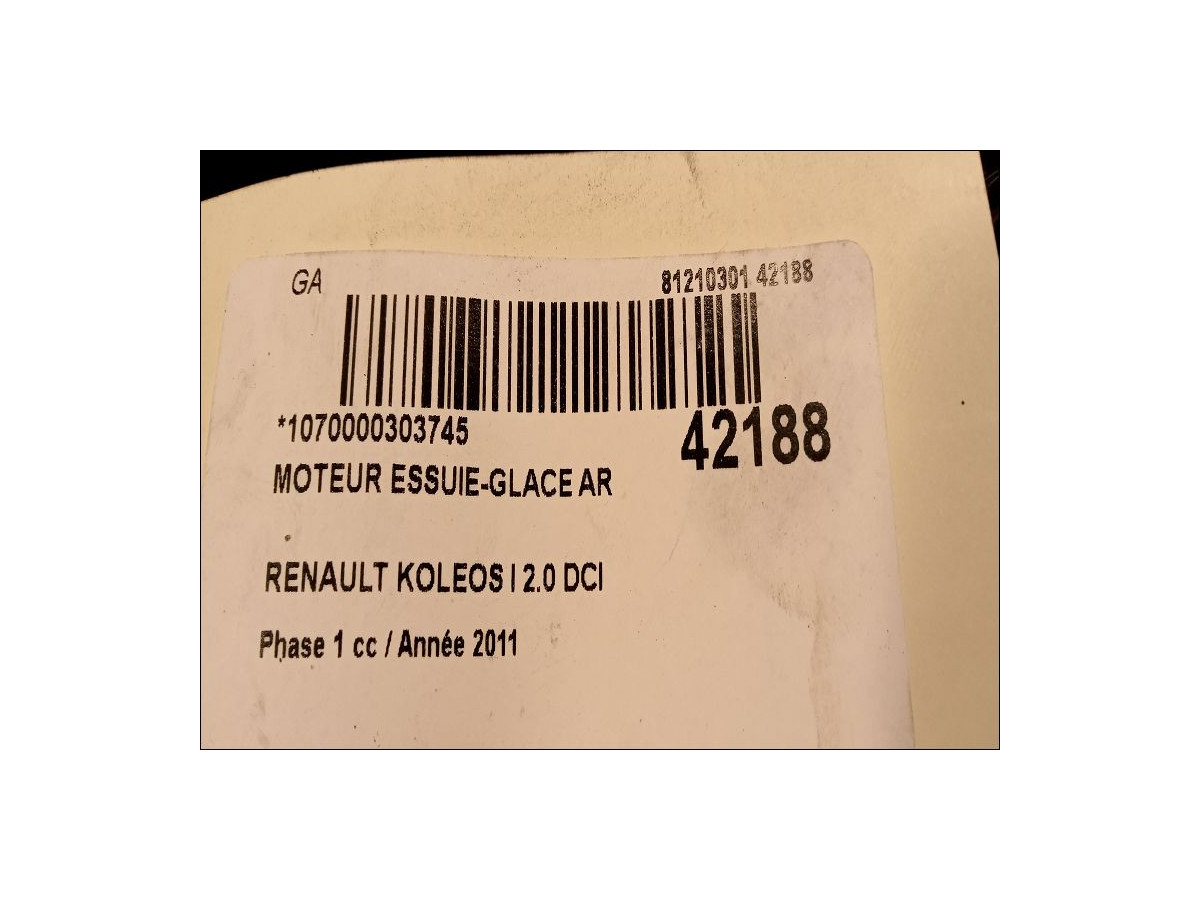 GA 81210301 42188
*1070000303745 42188
MOTEUR ESSUIE-GLACE AR
RENAULT KOLEOS I 2.0 DCI
Phase 1 cc / Année 2011